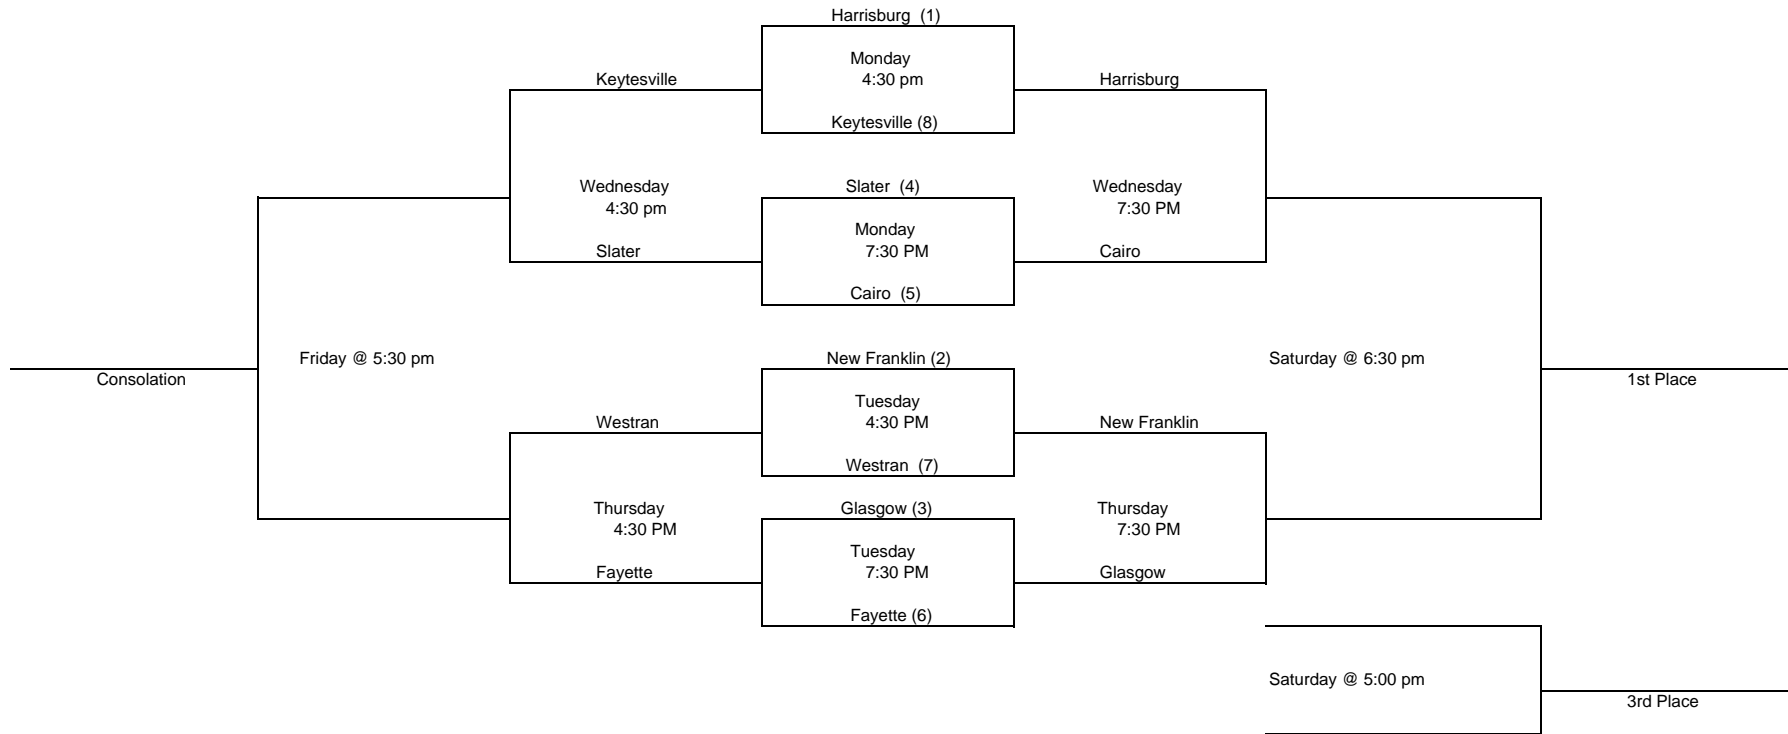 Harrisburg  (1)
Monday
4:30 pm
Keytesville
Harrisburg
Keytesville (8)
Wednesday
4:30 pm
Slater  (4)
Wednesday
7:30 PM
Monday
7:30 PM
Slater
Cairo
Cairo  (5)
Friday @ 5:30 pm
New Franklin (2)
Saturday @ 6:30 pm
Consolation
1st Place
Tuesday
4:30 PM
Westran
New Franklin
Westran  (7)
Thursday
4:30 PM
Glasgow (3)
Thursday
7:30 PM
Tuesday
7:30 PM
Fayette
Glasgow
Fayette (6)
Saturday @ 5:00 pm
3rd Place